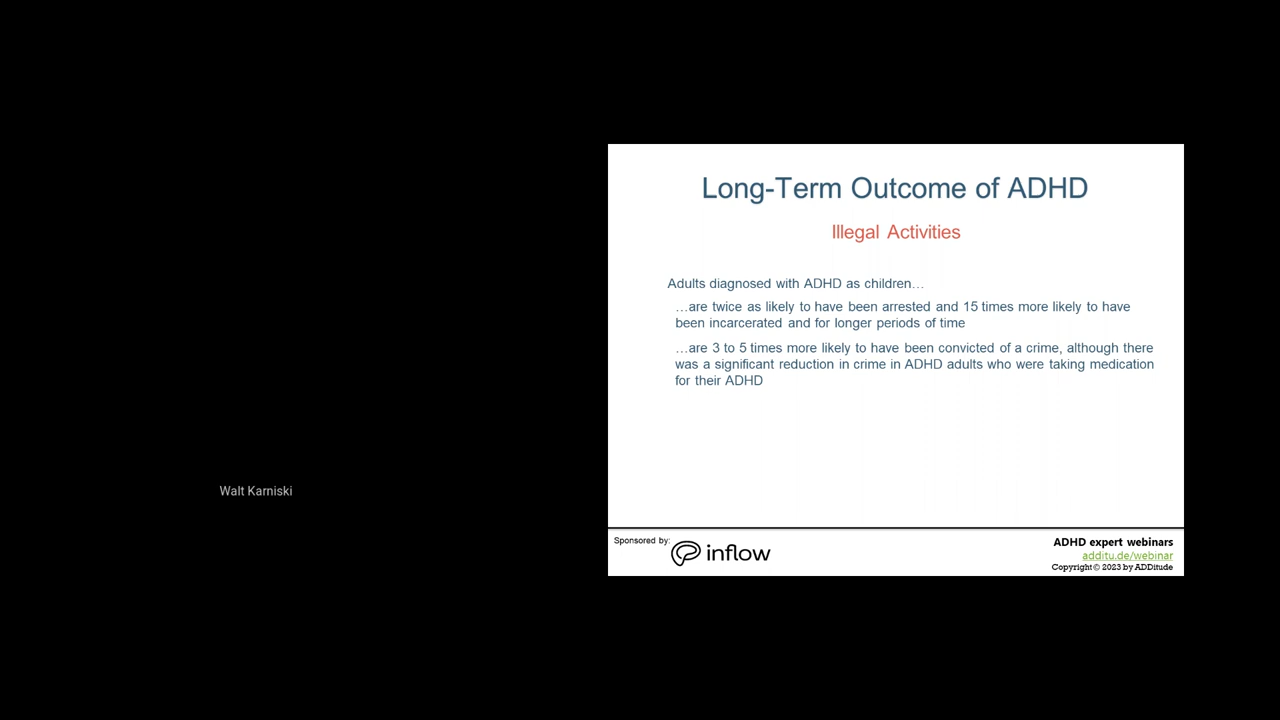 Long-Term Outcome of ADHD
Illegal Activities
Adults diagnosed with ADHD as children…
…are twice as likely to have been arrested and 15 times more likely to have
been incarcerated and for longer periods of time
…are 3 to 5 times more likely to have been convicted of a crime, although there
was a significant reduction in crime in ADHD adults who were taking medication
for their ADHD
Walt Karniski
Sponsored by:
inflow
ADHD expert webinars
additu.de/webinar
Copyright © 2023 by ADDitude